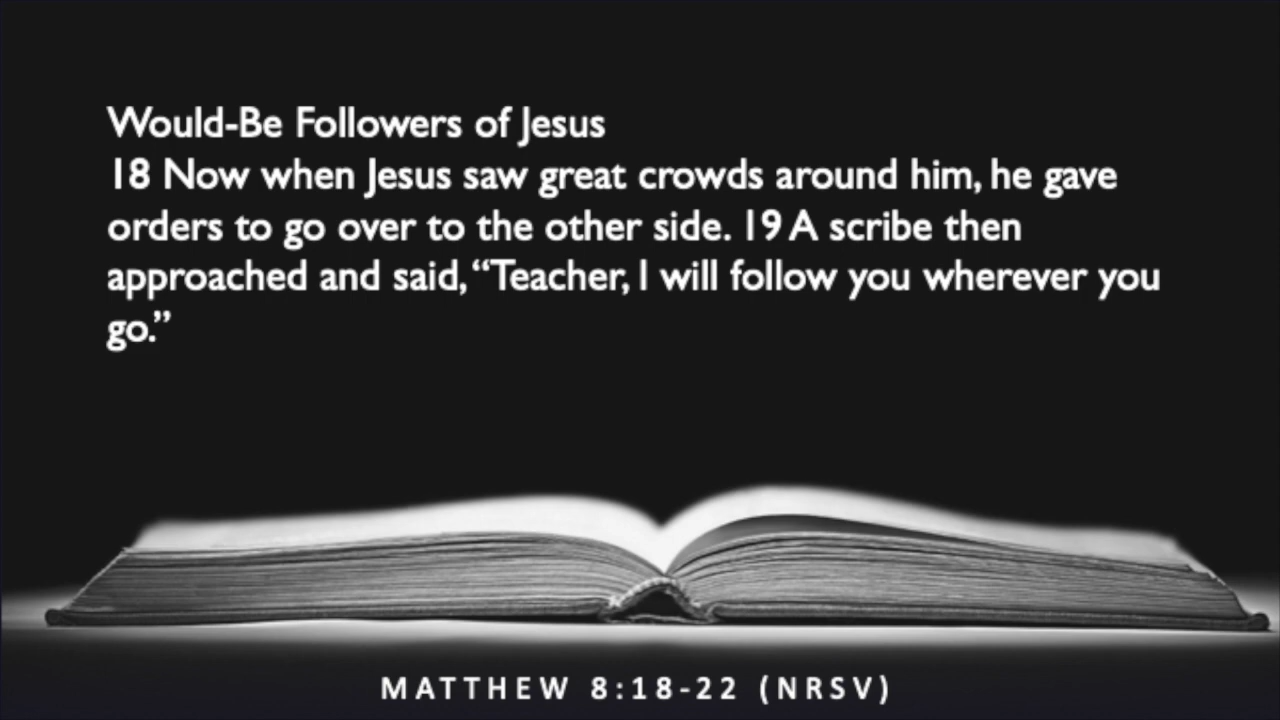 Would-Be Followers of Jesus
18 Now when Jesus saw great crowds around him, he gave
orders to go over to the other side. 19 A scribe then
approached and said, “Teacher, I will follow you wherever you
go.”
MATTHEW 8:18-22 (NRSV)